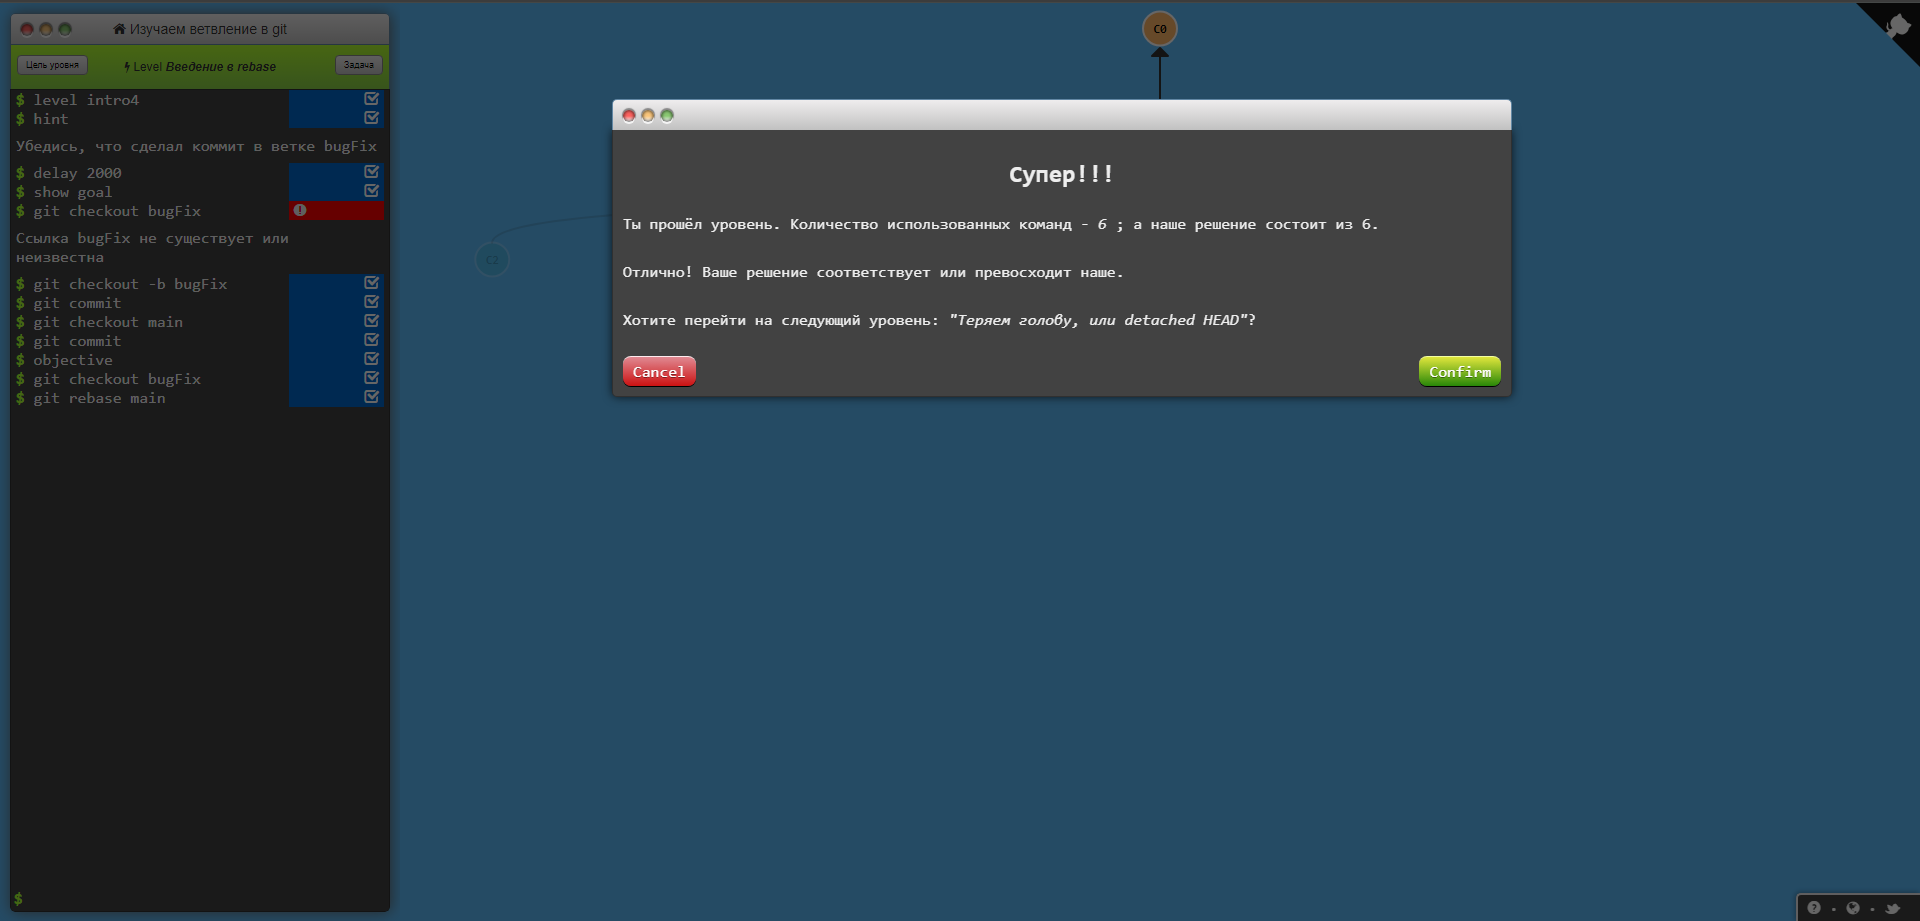 Изучаем ветвление в git
Цель уровня
Level Введение в rebase
Задача
$ level intro4
$ hint
Убедись, что сделал коммит в ветке bugFix
$ delay 2000
$ show goal
$ git checkout bugFix
Ссылка bugFix не существует или
неизвестна
$ git checkout -b bugFix
$ git commit
$ git checkout main
$ git commit
$ objective
$ git checkout bugFix
$ git rebase main
$
C0
C2
Супер!!!
Ты прошёл уровень. Количество использованных команд - 6 ; а наше решение состоит из 6.
Отлично! Ваше решение соответствует или превосходит наше.
Хотите перейти на следующий уровень: "Теряем голову, или detached HEAD"?
Cancel
Confirm